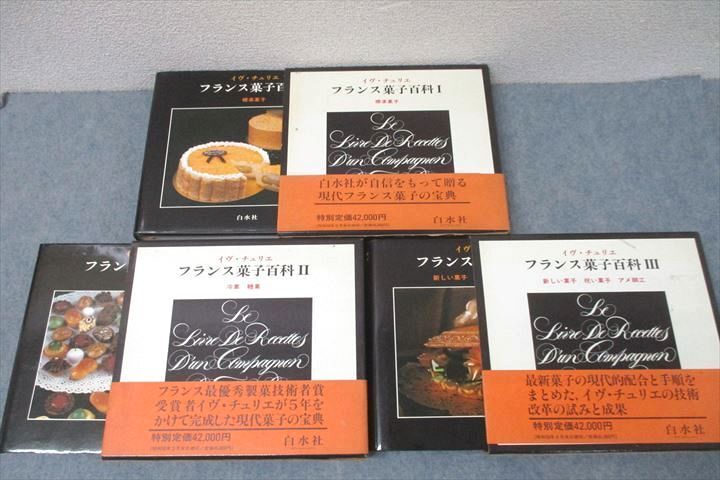 イヴ・チュリエ
フランス菓子百
標準菓子
白水社
イヴ・チュリエ
フランス菓子百科 I
標準菓子
Le
Livre De Recettes
D'un Compagnon
白水社が自信をもって贈る
現代フランス菓子の宝典
特別定価42,000円
白水社
フラン
イヴ・チュリエ
フランス菓子百科 II
冷菓 糖菓
Le
Livre De Recettes
D'un Compagnon
フランス最優秀製菓技術者賞
受賞者イヴ・チュリエが5年を
かけて完成した現代菓子の宝典
特別定価42,000円
白水社
イヴ
フランス
新しい菓子
イヴ・チュリエ
フランス菓子百科 III
新しい菓子 祝い菓子 アメ細工
Le
Livre De Recettes
D'un Compagnon
最新菓子の現代的配合と手順を
まとめた、イヴ・チュリエの技術
改革の試みと成果
特別定価42,000円
白水社